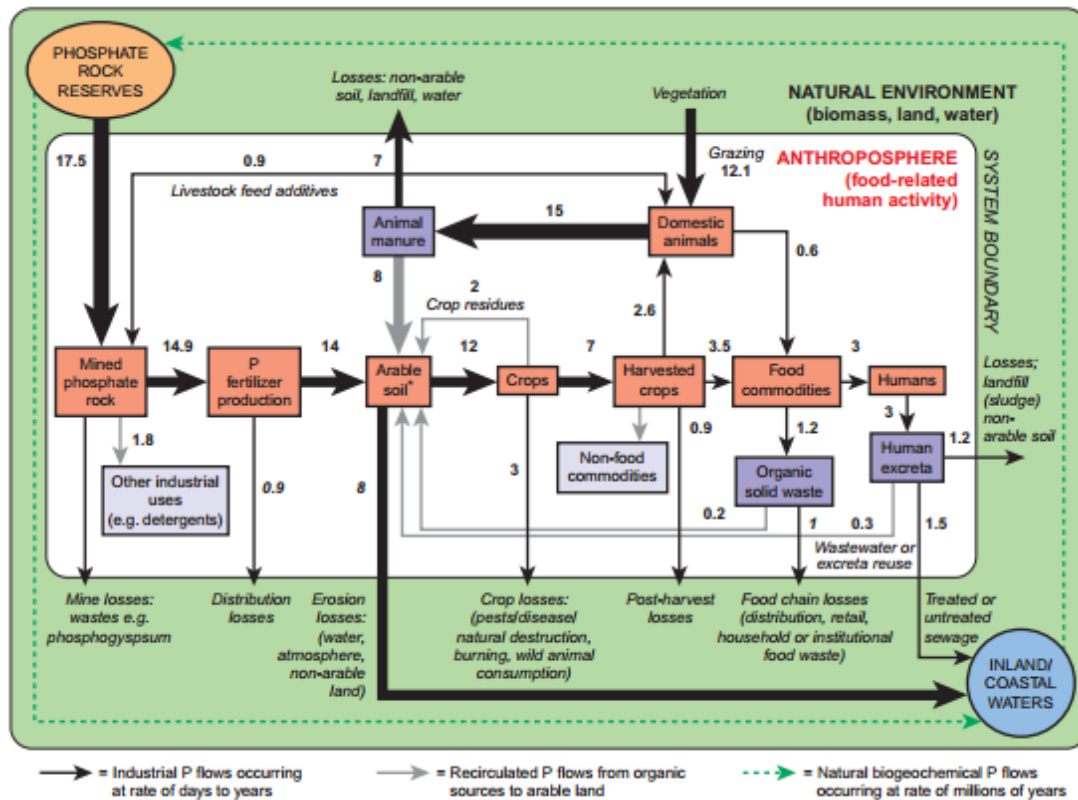 PHOSPHATE
ROCK
RESERVES
Losses: non-arable
soil, landfill, water
Vegetation
NATURAL ENVIRONMENT
(biomass, land, water)
17.5
0.9
Livestock feed additives
7
Grazing
12.1
ANTHROPOSPHERE
(food-related
human activity)
SYSTEM BOUNDARY
Animal
manure
15
Domestic
animals
0.6
8
2
Crop residues
2.6
Mined
phosphate
rock
14.9
P
fertilizer
production
14
Arable
soil*
12
Crops
7
Harvested
crops
3.5
Food
commodities
3
Humans
Losses;
landfill
(sludge)
non-
arable soil
1.8
Other industrial
uses
(e.g. detergents)
0.9
8
3
Non-food
commodities
0.9
1.2
Organic
solid waste
3
Human
excreta
1.2
0.2
1
0.3
1.5
Wastewater or
excreta reuse
Mine losses:
wastes e.g.
phosphogyspsum
Distribution
losses
Erosion
losses:
(water,
atmosphere,
non-arable
land)
Crop losses:
(pests/disease/
natural destruction,
burning, wild animal
consumption)
Post-harvest
losses
Food chain losses
(distribution, retail,
household or institutional
food waste)
Treated or
untreated
sewage
INLAND/
COASTAL
WATERS
= Industrial P flows occurring
at rate of days to years
= Recirculated P flows from organic
sources to arable land
= Natural biogeochemical P flows
occurring at rate of millions of years